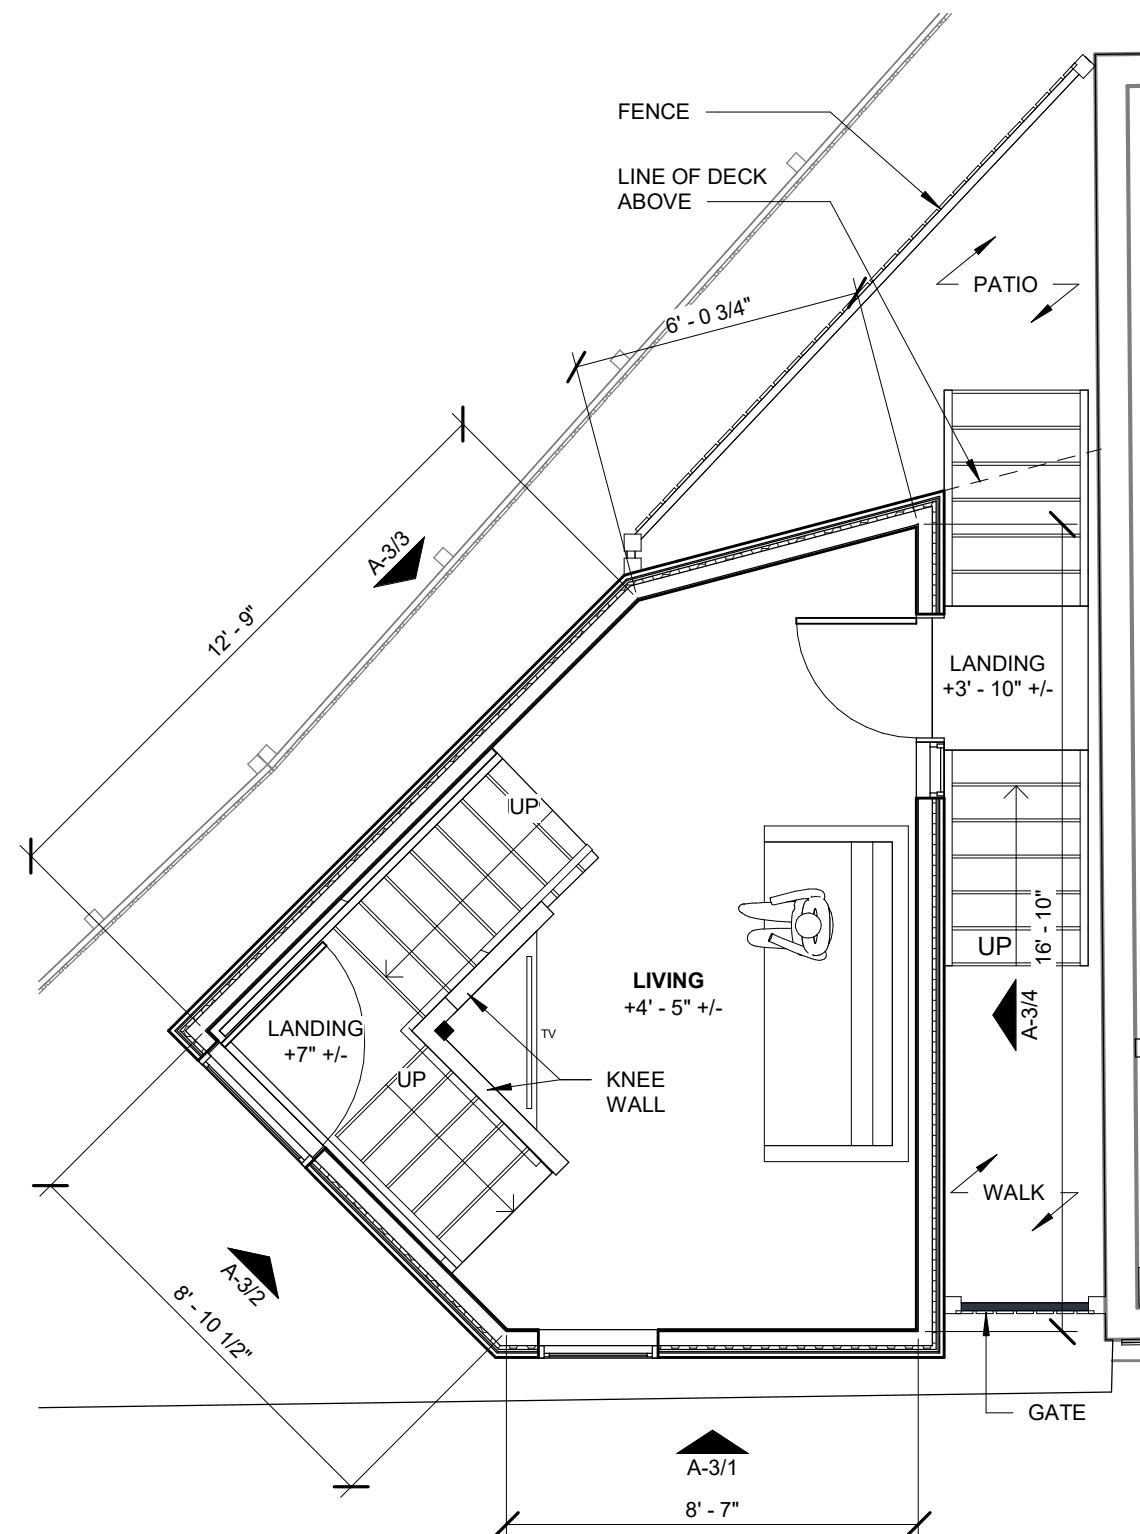 FENCE
LINE OF DECK
ABOVE
PATIO
6' - 0 3/4"
A-3/3
12' - 9"
LANDING
+3' - 10" +/-
UP
UP
16' - 10"
LIVING
+4' - 5" +/-
A-3/4
LANDING
+7" +/-
TV
UP
KNEE
WALL
WALK
A-3/2
8' - 10 1/2"
GATE
A-3/1
8' - 7"